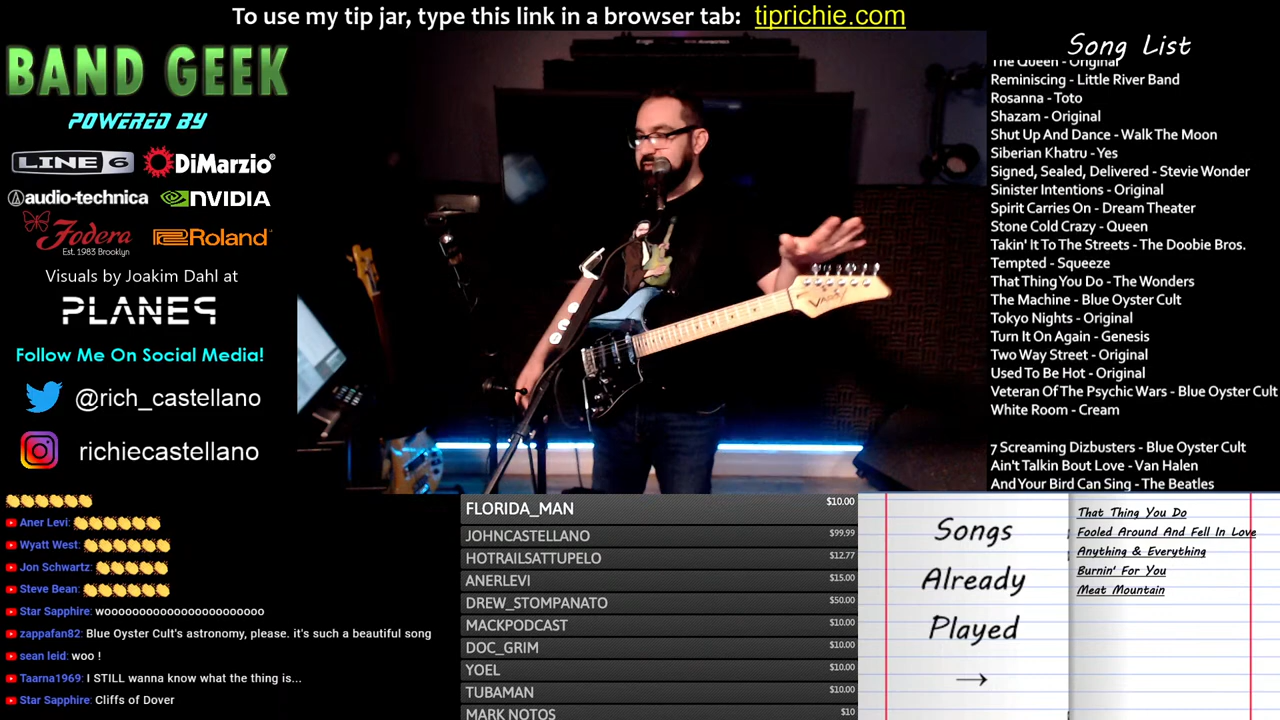 To use my tip jar, type this link in a browser tab: tiprichie.com
BAND GEEK
POWERED BY
LINE 6
DiMarzio®
audio-technica
NVIDIA
Fodera
Est. 1983 Brooklyn
Roland
Visuals by Joakim Dahl at
PLANE9
Follow Me On Social Media!
@rich_castellano
richiecastellano
Song List
The Queen - Original
Reminiscing - Little River Band
Rosanna - Toto
Shazam - Original
Shut Up And Dance - Walk The Moon
Siberian Khatru - Yes
Signed, Sealed, Delivered - Stevie Wonder
Sinister Intentions - Original
Spirit Carries On - Dream Theater
Stone Cold Crazy - Queen
Takin' It To The Streets - The Doobie Bros.
Tempted - Squeeze
That Thing You Do - The Wonders
The Machine - Blue Oyster Cult
Tokyo Nights - Original
Turn It On Again - Genesis
Two Way Street - Original
Used To Be Hot - Original
Veteran Of The Psychic Wars - Blue Oyster Cult
White Room - Cream
7 Screaming Dizbusters - Blue Oyster Cult
Ain't Talkin Bout Love - Van Halen
And Your Bird Can Sing - The Beatles
Aner Levi:
Wyatt West:
Jon Schwartz:
Steve Bean:
Star Sapphire: woooooooooooooooooooooooo
zappafan82: Blue Oyster Cult's astronomy, please. it's such a beautiful song
sean leid: woo !
Taarna1969: I STILL wanna know what the thing is...
Star Sapphire: Cliffs of Dover
FLORIDA_MAN $10.00
JOHNCASTELLANO $99.99
HOTRAILSATTUPELO $12.77
ANERLEVI $15.00
DREW_STOMPANATO $50.00
MACKPODCAST $10.00
DOC_GRIM $10.00
YOEL $10.00
TUBAMAN $10.00
MARK NOTOS $10
Songs
Already
Played
→
That Thing You Do
Fooled Around And Fell In Love
Anything & Everything
Burnin' For You
Meat Mountain